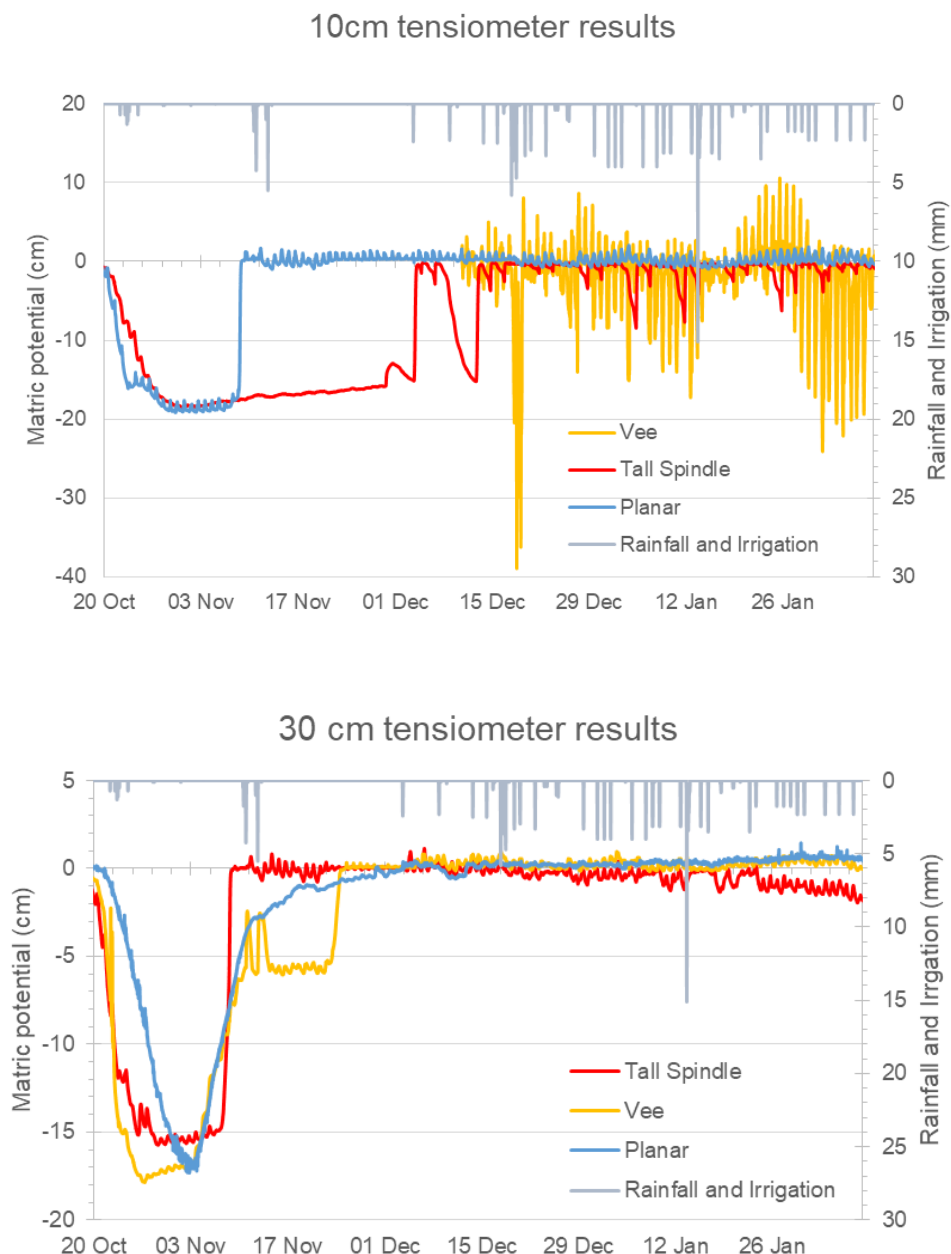 10cm tensiometer results
20
10
0
-10
-20
-30
-40
Matric potential (cm)
0
5
10
15
20
25
30
Rainfall and Irrigation (mm)
Vee
Tall Spindle
Planar
Rainfall and Irrigation
20 Oct 03 Nov 17 Nov 01 Dec 15 Dec 29 Dec 12 Jan 26 Jan
30 cm tensiometer results
5
0
-5
-10
-15
-20
Matric potential (cm)
0
5
10
15
20
25
30
Rainfall and Irrgation (mm)
Tall Spindle
Vee
Planar
Rainfall and Irrigation
20 Oct 03 Nov 17 Nov 01 Dec 15 Dec 29 Dec 12 Jan 26 Jan